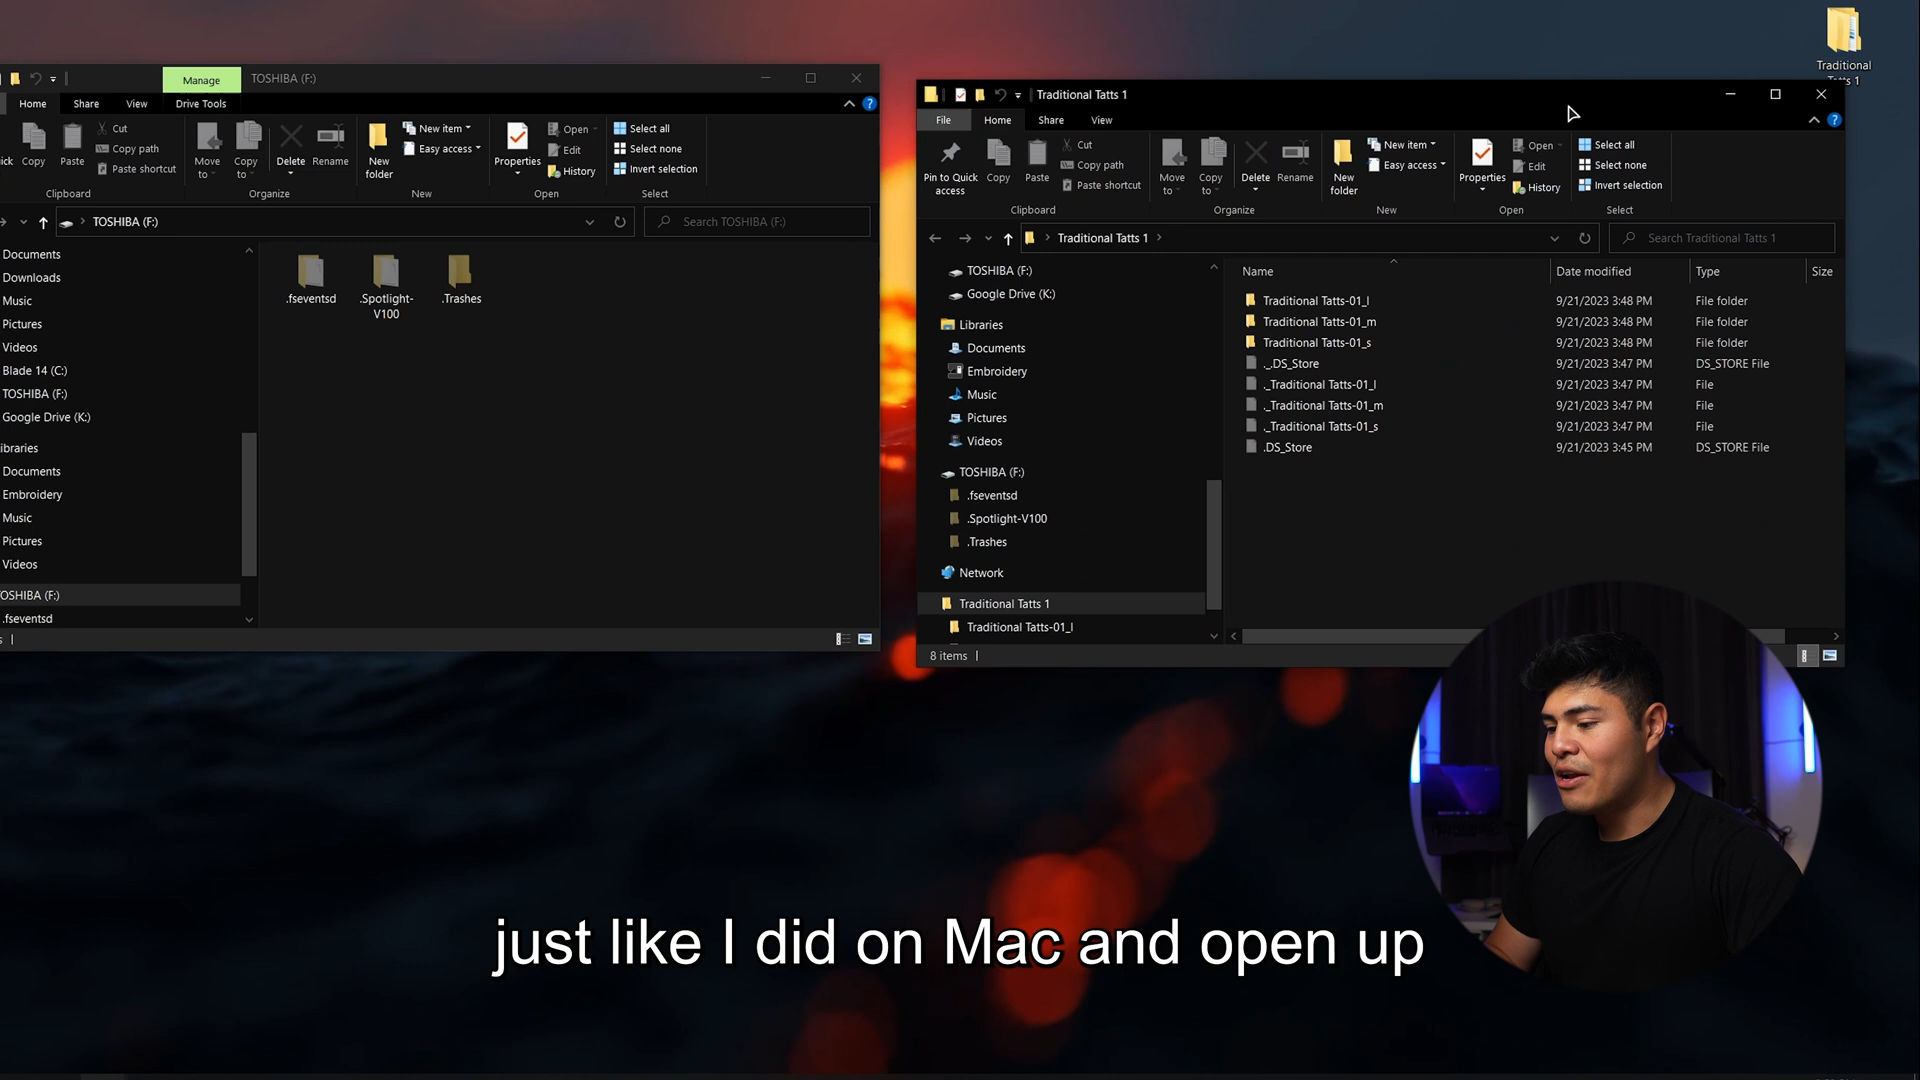 Traditional
Tatts 1
Manage
TOSHIBA (F:)
Home
Share
View
Drive Tools
Copy
Paste
Cut
Copy path
Paste shortcut
Move
to
Copy
to
Delete
Rename
New
folder
New item
Easy access
Properties
Open
Edit
History
Select all
Select none
Invert selection
Clipboard
Organize
New
Open
Select
TOSHIBA (F:)
Search TOSHIBA (F:)
Documents
Downloads
Music
Pictures
Videos
Blade 14 (C:)
TOSHIBA (F:)
Google Drive (K:)
ibraries
Documents
Embroidery
Music
Pictures
Videos
OSHIBA (F:)
.fseventsd
.fseventsd
.Spotlight-
V100
.Trashes
Traditional Tatts 1
File
Home
Share
View
Pin to Quick
access
Copy
Paste
Cut
Copy path
Paste shortcut
Move
to
Copy
to
Delete
Rename
New
folder
New item
Easy access
Properties
Open
Edit
History
Select all
Select none
Invert selection
Clipboard
Organize
New
Open
Select
Traditional Tatts 1
Search Traditional Tatts 1
TOSHIBA (F:)
Google Drive (K:)
Libraries
Documents
Embroidery
Music
Pictures
Videos
TOSHIBA (F:)
.fseventsd
.Spotlight-V100
.Trashes
Network
Traditional Tatts 1
Traditional Tatts-01_l
Name Date modified Type Size
Traditional Tatts-01_l 9/21/2023 3:48 PM File folder
Traditional Tatts-01_m 9/21/2023 3:48 PM File folder
Traditional Tatts-01_s 9/21/2023 3:48 PM File folder
._.DS_Store 9/21/2023 3:47 PM DS_STORE File
._Traditional Tatts-01_l 9/21/2023 3:47 PM File
._Traditional Tatts-01_m 9/21/2023 3:47 PM File
._Traditional Tatts-01_s 9/21/2023 3:47 PM File
.DS_Store 9/21/2023 3:45 PM DS_STORE File
8 items
just like I did on Mac and open up